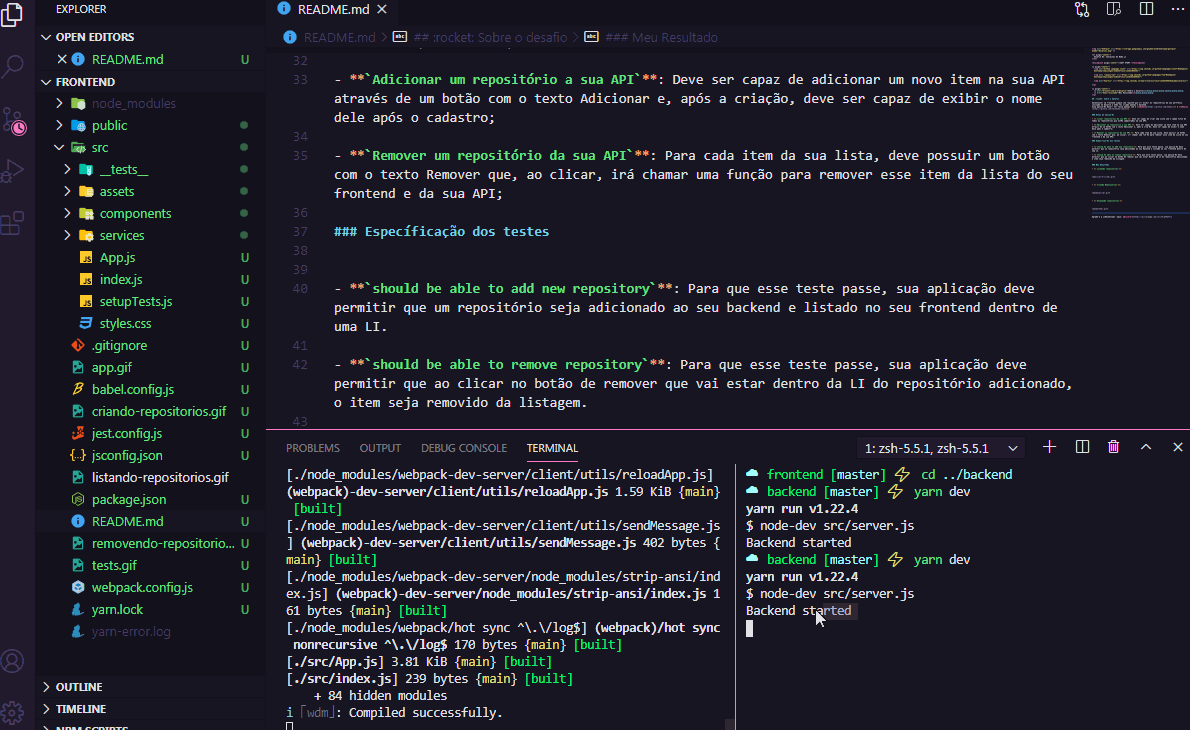 EXPLORER
OPEN EDITORS
README.md U
FRONTEND
node_modules
public
src
__tests__
assets
components
services
App.js U
index.js U
setupTests.js U
styles.css U
.gitignore U
app.gif U
babel.config.js U
criando-repositorios.gif U
jest.config.js U
jsconfig.json U
listando-repositorios.gif
package.json U
README.md U
removendo-repositorio... U
tests.gif U
webpack.config.js U
yarn.lock U
yarn-error.log
OUTLINE
TIMELINE
NPM SCRIPTS
README.md
README.md > ## :rocket: Sobre o desafio > ### Meu Resultado
32
33 - **`Adicionar um repositório a sua API`**: Deve ser capaz de adicionar um novo item na sua API
através de um botão com o texto Adicionar e, após a criação, deve ser capaz de exibir o nome
dele após o cadastro;
34
35 - **`Remover um repositório da sua API`**: Para cada item da sua lista, deve possuir um botão
com o texto Remover que, ao clicar, irá chamar uma função para remover esse item da lista do seu
frontend e da sua API;
36
37 ### Específicação dos testes
38
39
40 - **`should be able to add new repository`**: Para que esse teste passe, sua aplicação deve
permitir que um repositório seja adicionado ao seu backend e listado no seu frontend dentro de
uma LI.
41
42 - **`should be able to remove repository`**: Para que esse teste passe, sua aplicação deve
permitir que ao clicar no botão de remover que vai estar dentro da LI do repositório adicionado,
o item seja removido da listagem.
43
PROBLEMS OUTPUT DEBUG CONSOLE TERMINAL
1: zsh-5.5.1, zsh-5.5.1
[./node_modules/webpack-dev-server/client/utils/reloadApp.js]
(webpack)-dev-server/client/utils/reloadApp.js 1.59 KiB {main}
[built]
[./node_modules/webpack-dev-server/client/utils/sendMessage.js
] (webpack)-dev-server/client/utils/sendMessage.js 402 bytes {
main} [built]
[./node_modules/webpack-dev-server/node_modules/strip-ansi/ind
ex.js] (webpack)-dev-server/node_modules/strip-ansi/index.js 1
61 bytes {main} [built]
[./node_modules/webpack/hot sync ^\.\/log$] (webpack)/hot sync
nonrecursive ^\.\/log$ 170 bytes {main} [built]
[./src/App.js] 3.81 KiB {main} [built]
[./src/index.js] 239 bytes {main} [built]
+ 84 hidden modules
i ｢wdm｣: Compiled successfully.
frontend [master] ⚡ cd ../backend
backend [master] ⚡ yarn dev
yarn run v1.22.4
$ node-dev src/server.js
Backend started
backend [master] ⚡ yarn dev
yarn run v1.22.4
$ node-dev src/server.js
Backend started